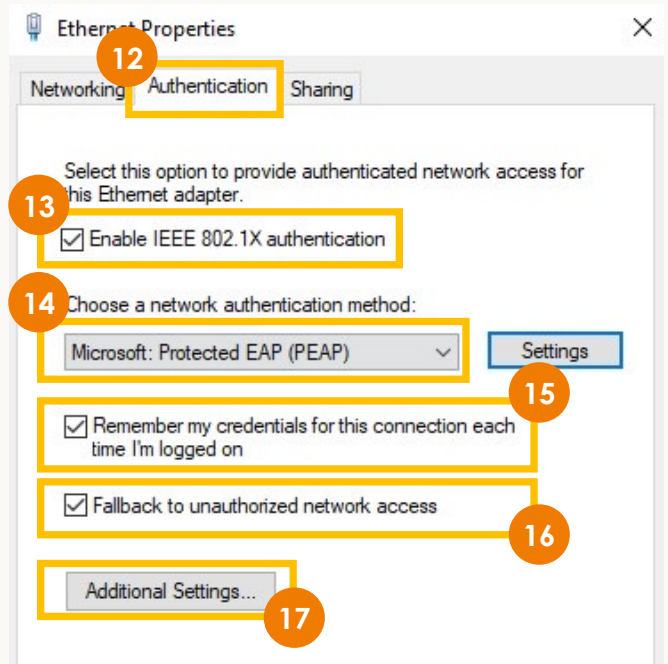 Ethernet Properties
12
Networking Authentication Sharing
Select this option to provide authenticated network access for
this Ethernet adapter.
13
Enable IEEE 802.1X authentication
14
Choose a network authentication method:
Microsoft: Protected EAP (PEAP) Settings
15
Remember my credentials for this connection each
time I'm logged on
Fallback to unauthorized network access
16
Additional Settings...
17